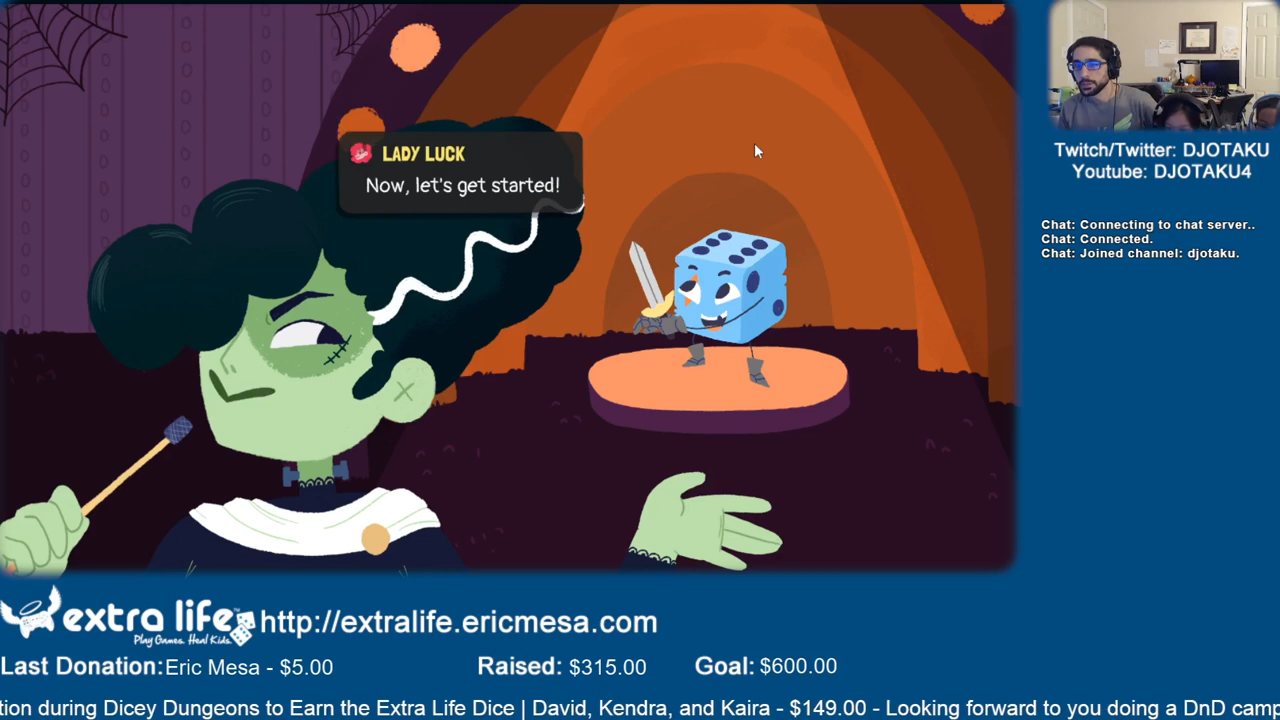 LADY LUCK
Now, let's get started!
Twitch/Twitter: DJOTAKU
Youtube: DJOTAKU4
Chat: Connecting to chat server..
Chat: Connected.
Chat: Joined channel: djotaku.
extra life
Play Games. Heal Kids.
http://extralife.ericmesa.com
Last Donation: Eric Mesa - $5.00 Raised: $315.00 Goal: $600.00
tion during Dicey Dungeons to Earn the Extra Life Dice | David, Kendra, and Kaira - $149.00 - Looking forward to you doing a DnD camp